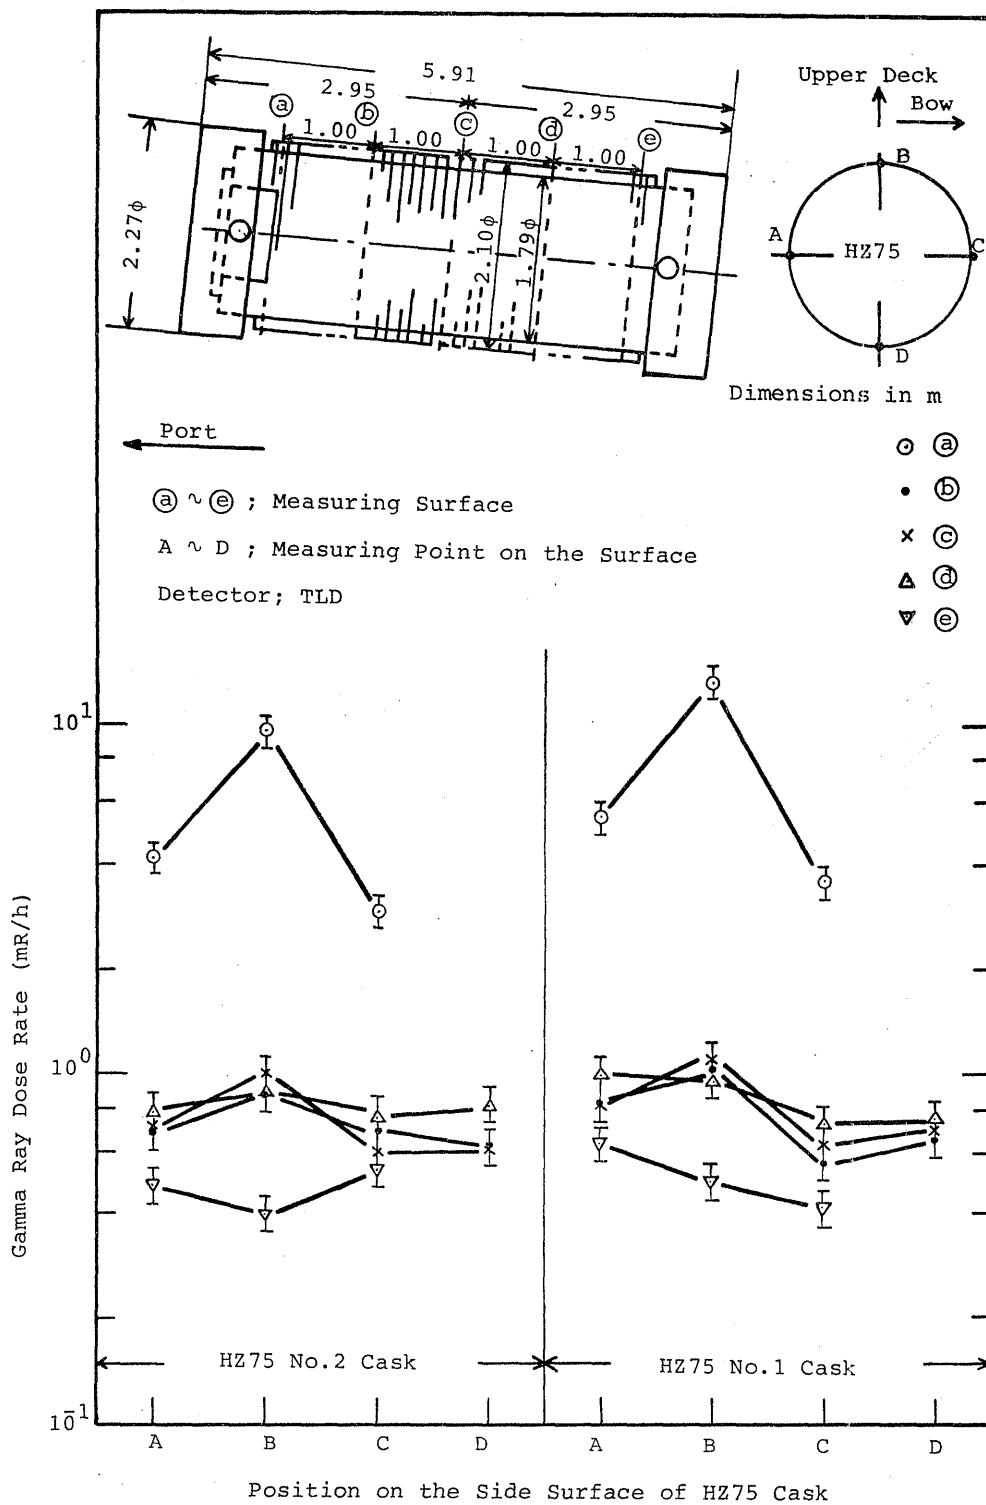 5.91
2.95
2.95
ⓐ ⓑ ⓒ ⓓ ⓔ
1.00 1.00 1.00 1.00
2.27φ
2.10φ
1.79φ
Upper Deck
Bow
B
A
HZ75
C
D
Dimensions in m
Port
ⓐ ~ ⓔ ; Measuring Surface
A ~ D ; Measuring Point on the Surface
Detector; TLD
ⓐ
ⓑ
ⓒ
ⓓ
ⓔ
Gamma Ray Dose Rate (mR/h)
10¹
10⁰
10⁻¹
HZ75 No.2 Cask
HZ75 No.1 Cask
A B C D A B C D
Position on the Side Surface of HZ75 Cask